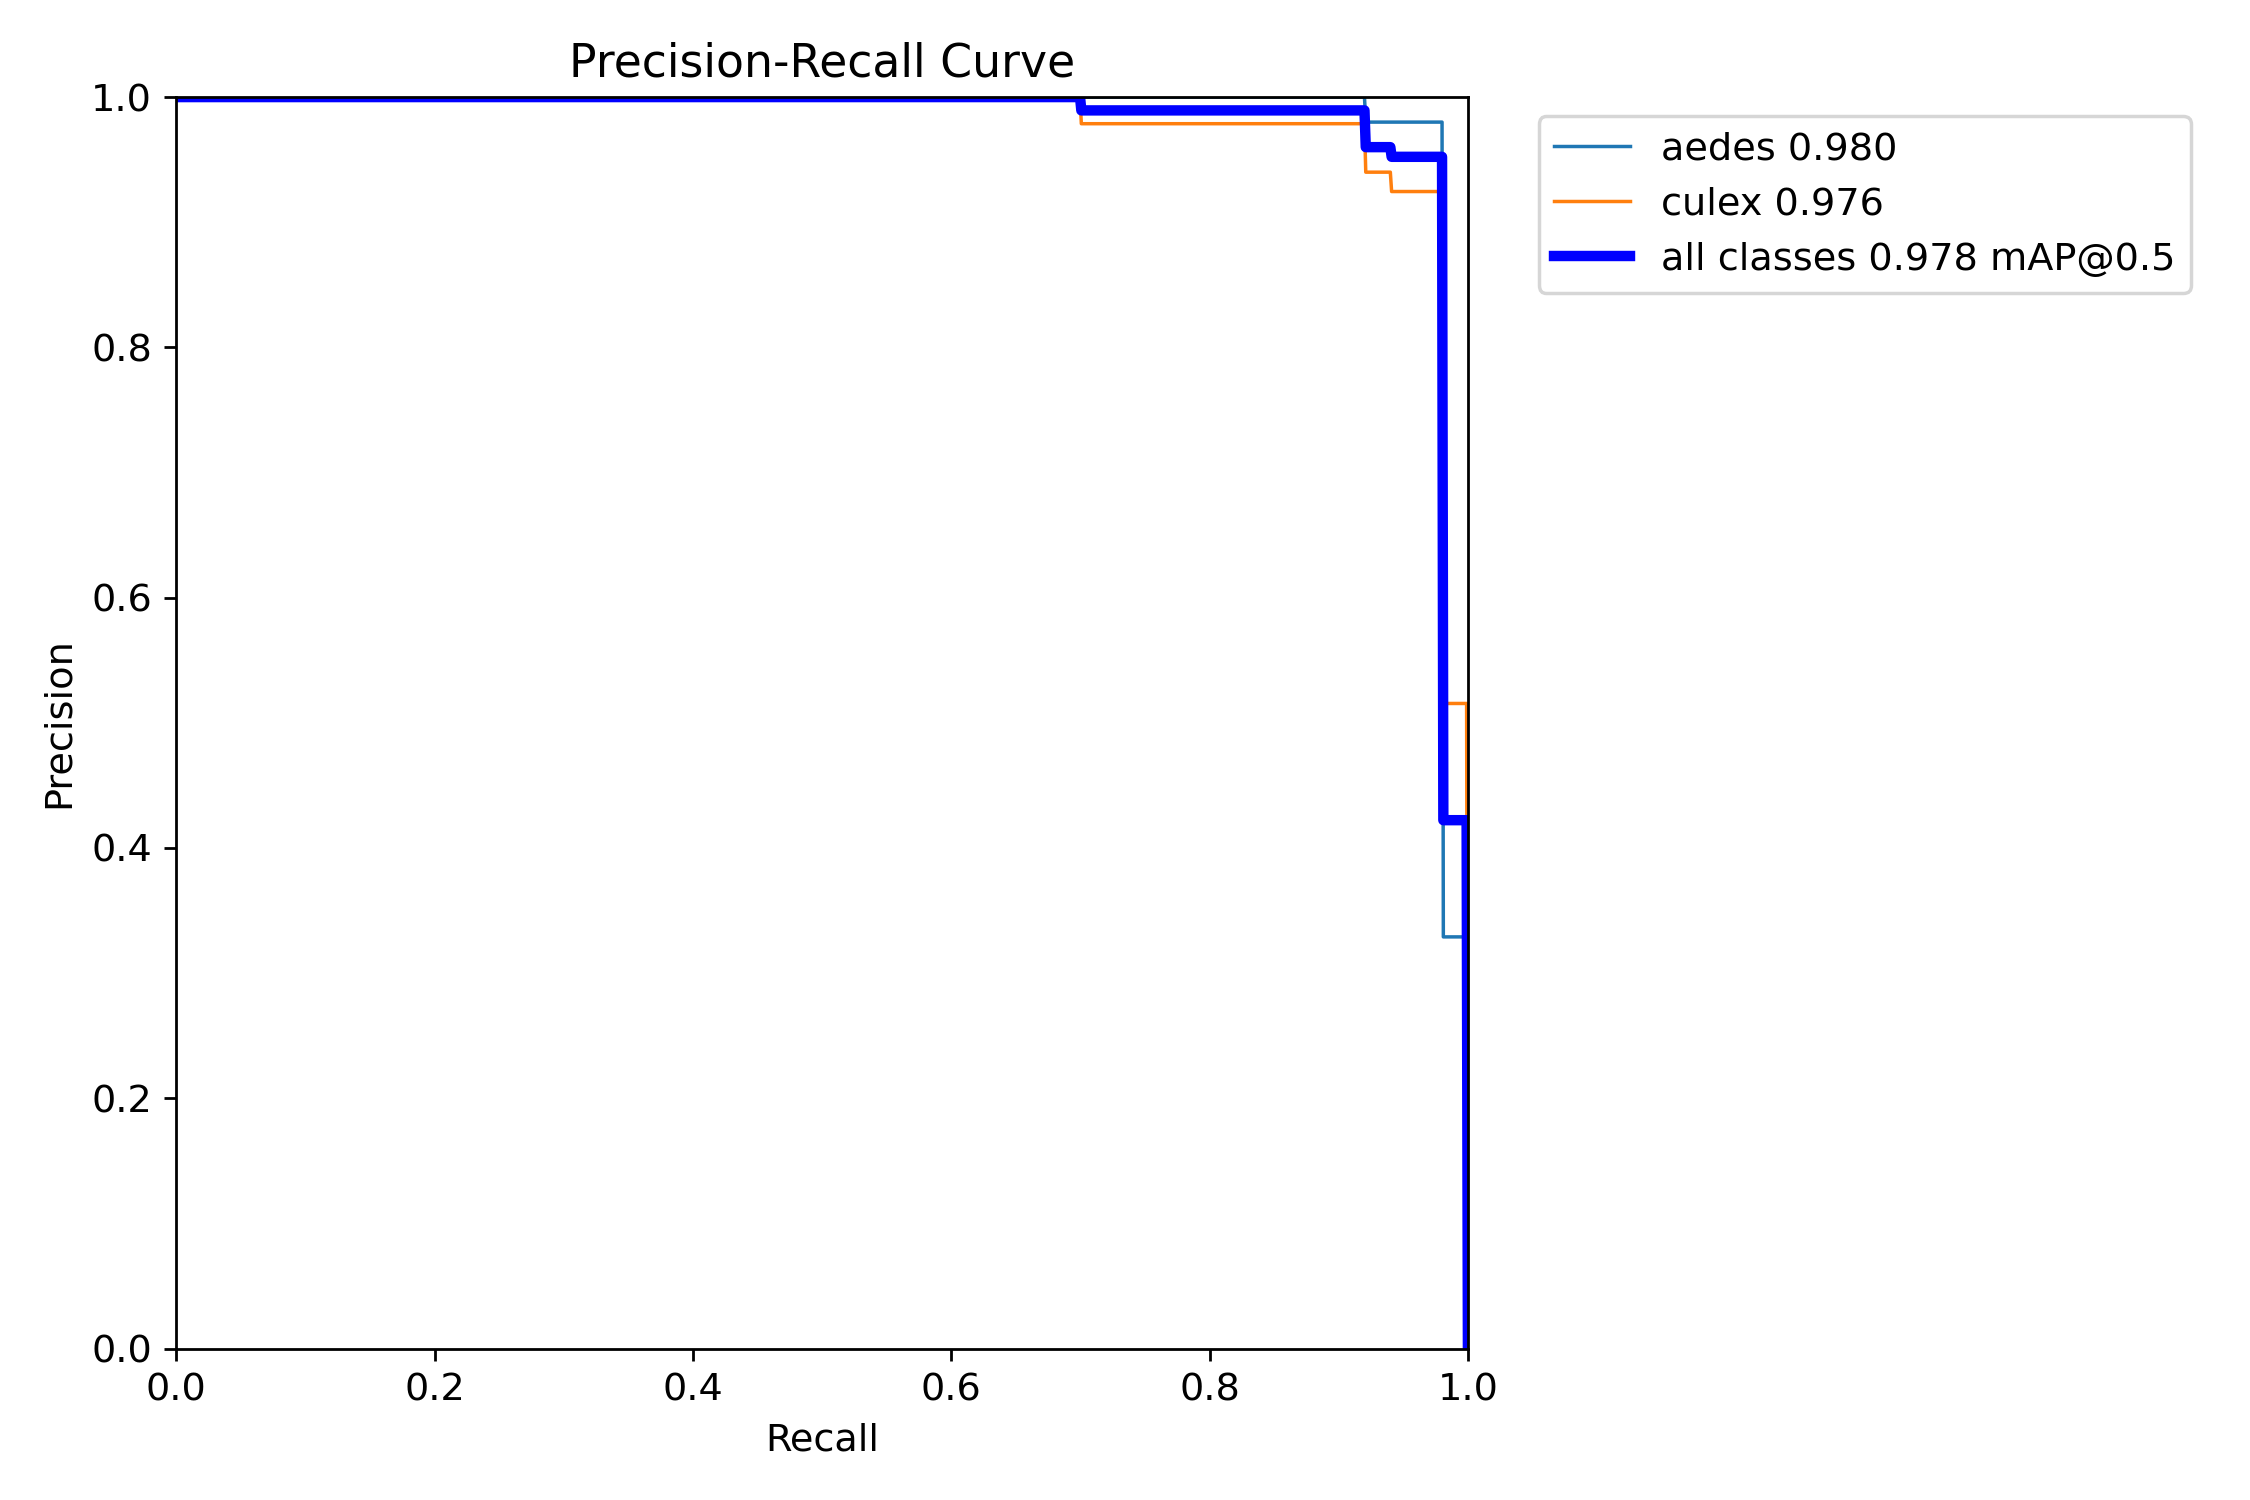 Precision-Recall Curve
1.0
0.8
0.6
0.4
0.2
0.0
Precision
0.0 0.2 0.4 0.6 0.8 1.0
Recall
aedes 0.980
culex 0.976
all classes 0.978 mAP@0.5